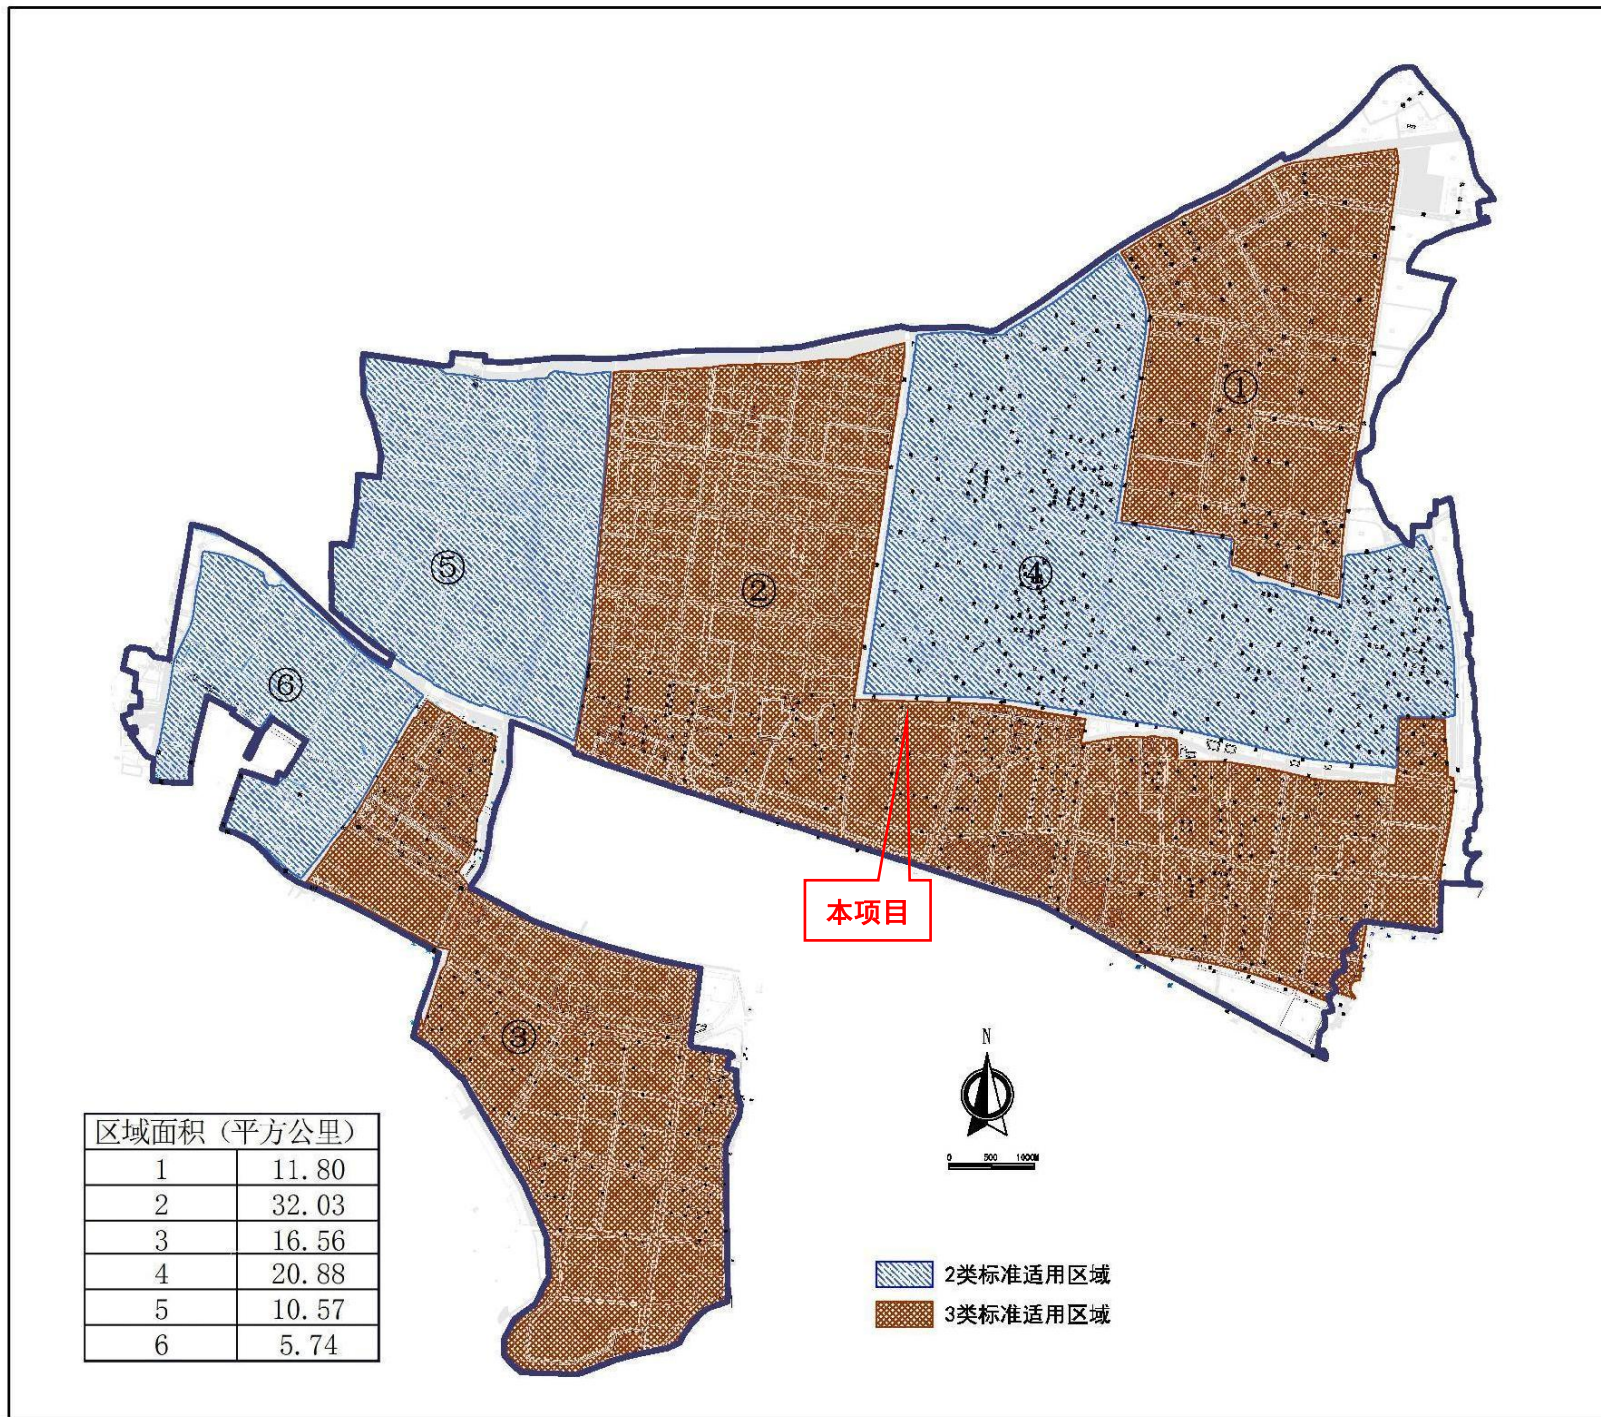 ①
②
④
⑤
⑥
③
本项目
N
0 500 1000M
区域面积（平方公里）
1 11.80
2 32.03
3 16.56
4 20.88
5 10.57
6 5.74
2类标准适用区域
3类标准适用区域